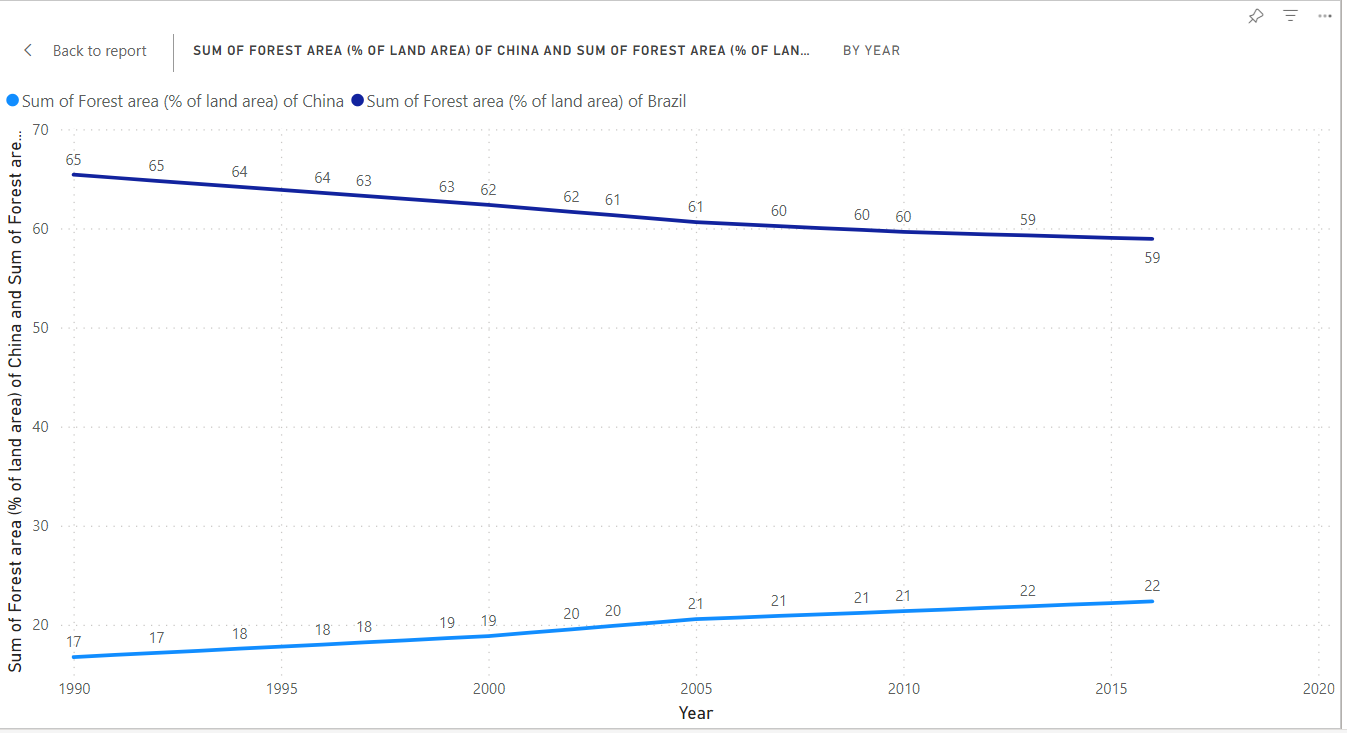 Back to report
SUM OF FOREST AREA (% OF LAND AREA) OF CHINA AND SUM OF FOREST AREA (% OF LAN... BY YEAR
Sum of Forest area (% of land area) of China Sum of Forest area (% of land area) of Brazil
Sum of Forest area (% of land area) of China and Sum of Forest are...
70
60
50
40
30
20
65 65 64 64 63 63 62 62 61 61 60 60 60 59 59
17 17 18 18 18 19 19 20 20 21 21 21 21 22 22
1990 1995 2000 2005 2010 2015 2020
Year